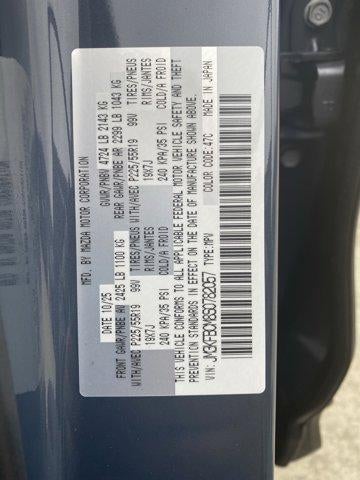 MFD. BY MAZDA MOTOR CORPORATION
DATE 10/25 GVWR/PNBV 4724 LB 2143 KG
FRONT GAWR/PNBE AV 2425 LB 1100 KG REAR GAWR/PNBE AR 2299 LB 1043 KG
WITH/AVEC P225/55R19 99V TIRES/PNEUS WITH/AVEC P225/55R19 99V TIRES/PNEUS
19X7J RIMS/JANTES 19X7J RIMS/JANTES
240 KPA/35 PSI COLD/A FROID 240 KPA/35 PSI COLD/A FROID
THIS VEHICLE CONFORMS TO ALL APPLICABLE FEDERAL MOTOR VEHICLE SAFETY AND THEFT
PREVENTION STANDARDS IN EFFECT ON THE DATE OF MANUFACTURE SHOWN ABOVE.
TYPE:MPV COLOR CODE:47C MADE IN JAPAN